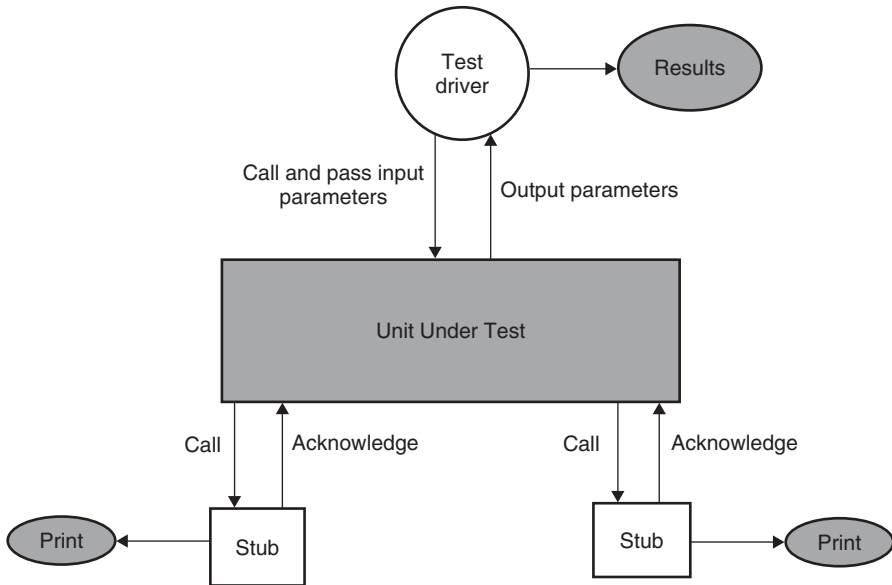 Test
driver
Results
Call and pass input
parameters
Output parameters
Unit Under Test
Call
Acknowledge
Call
Acknowledge
Print
Stub
Stub
Print